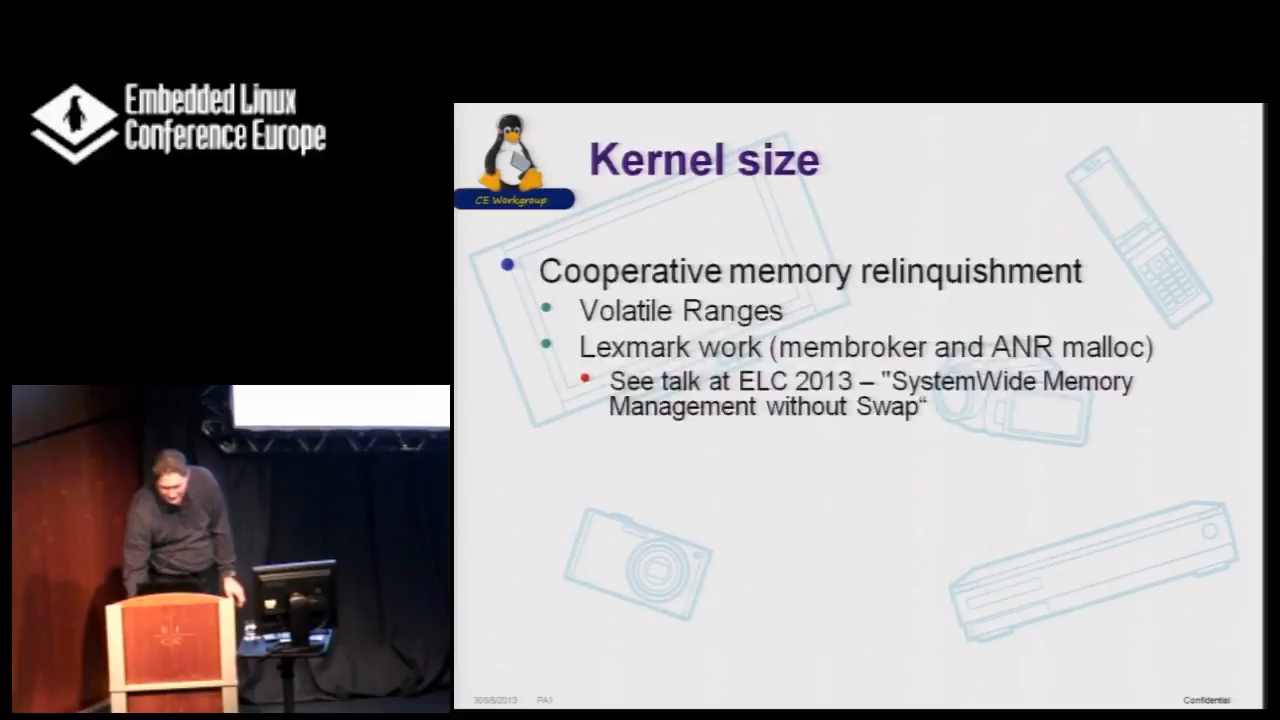 Embedded Linux
Conference Europe
CE Workgroup
Kernel size
Cooperative memory relinquishment
Volatile Ranges
Lexmark work (membroker and ANR malloc)
See talk at ELC 2013 – "SystemWide Memory
Management without Swap“
PA1
Confidential